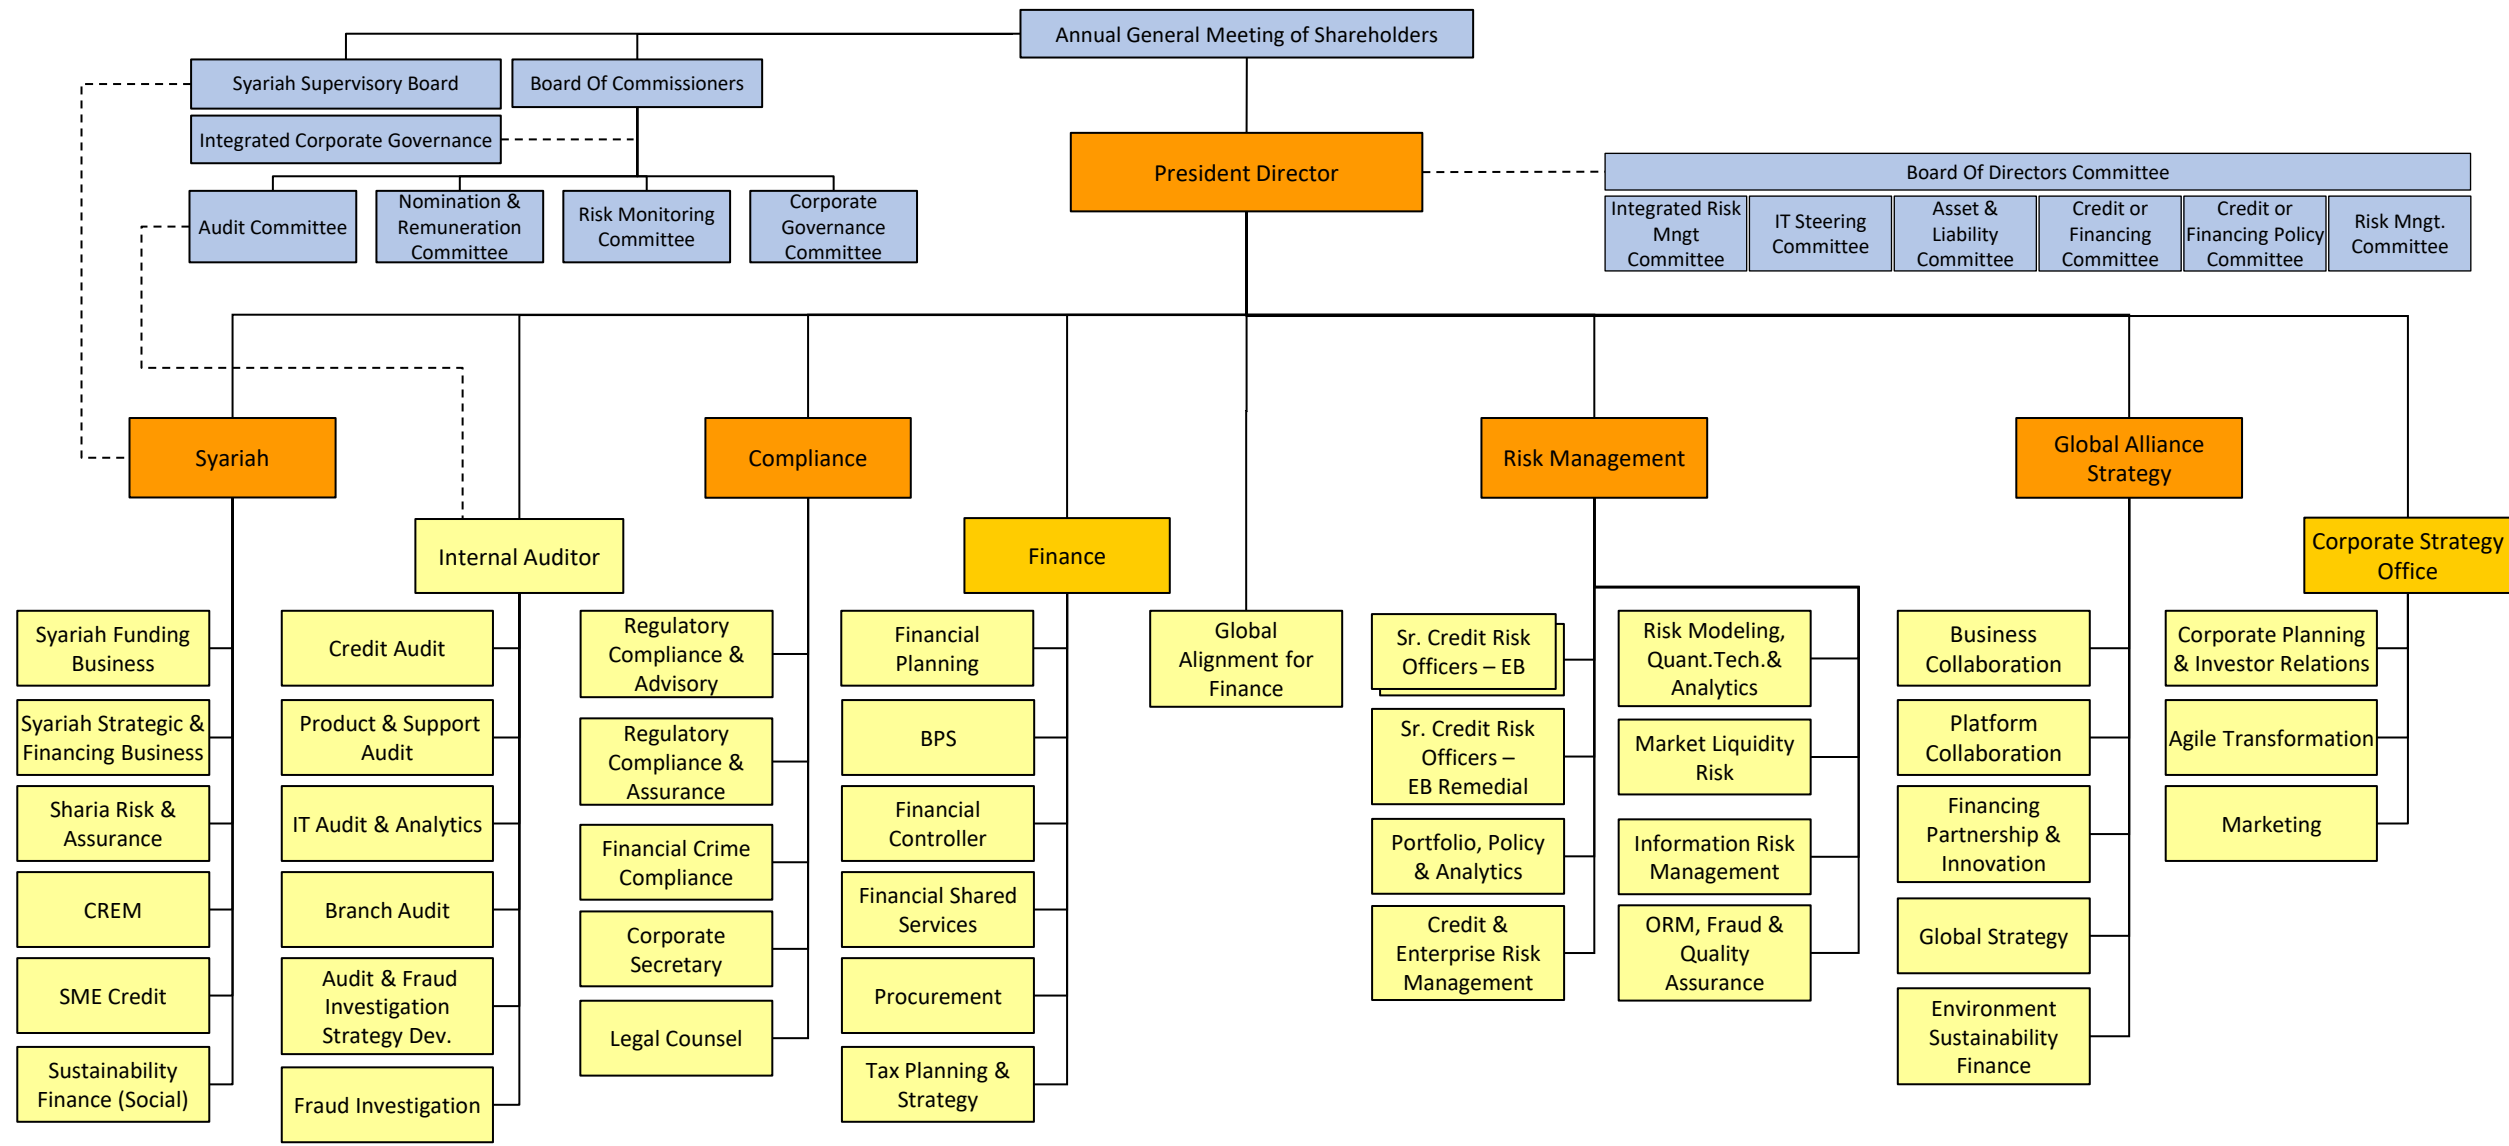 Annual General Meeting of Shareholders
Syariah Supervisory Board
Board Of Commissioners
Integrated Corporate Governance
President Director
Board Of Directors Committee
Audit Committee
Nomination &
Remuneration
Committee
Risk Monitoring
Committee
Corporate
Governance
Committee
Integrated Risk
Mngt
Committee
IT Steering
Committee
Asset &
Liability
Committee
Credit or
Financing
Committee
Credit or
Financing Policy
Committee
Risk Mngt.
Committee
Syariah
Compliance
Risk Management
Global Alliance
Strategy
Internal Auditor
Finance
Corporate Strategy
Office
Syariah Funding
Business
Syariah Strategic &
Financing Business
Sharia Risk &
Assurance
CREM
SME Credit
Sustainability
Finance (Social)
Credit Audit
Product & Support
Audit
IT Audit & Analytics
Branch Audit
Audit & Fraud
Investigation
Strategy Dev.
Fraud Investigation
Regulatory
Compliance &
Advisory
Regulatory
Compliance &
Assurance
Financial Crime
Compliance
Corporate
Secretary
Legal Counsel
Financial
Planning
BPS
Financial
Controller
Financial Shared
Services
Procurement
Tax Planning &
Strategy
Global
Alignment for
Finance
Sr. Credit Risk
Officers – EB
Sr. Credit Risk
Officers –
EB Remedial
Portfolio, Policy
& Analytics
Credit &
Enterprise Risk
Management
Risk Modeling,
Quant.Tech.&
Analytics
Market Liquidity
Risk
Information Risk
Management
ORM, Fraud &
Quality
Assurance
Business
Collaboration
Platform
Collaboration
Financing
Partnership &
Innovation
Global Strategy
Environment
Sustainability
Finance
Corporate Planning
& Investor Relations
Agile Transformation
Marketing